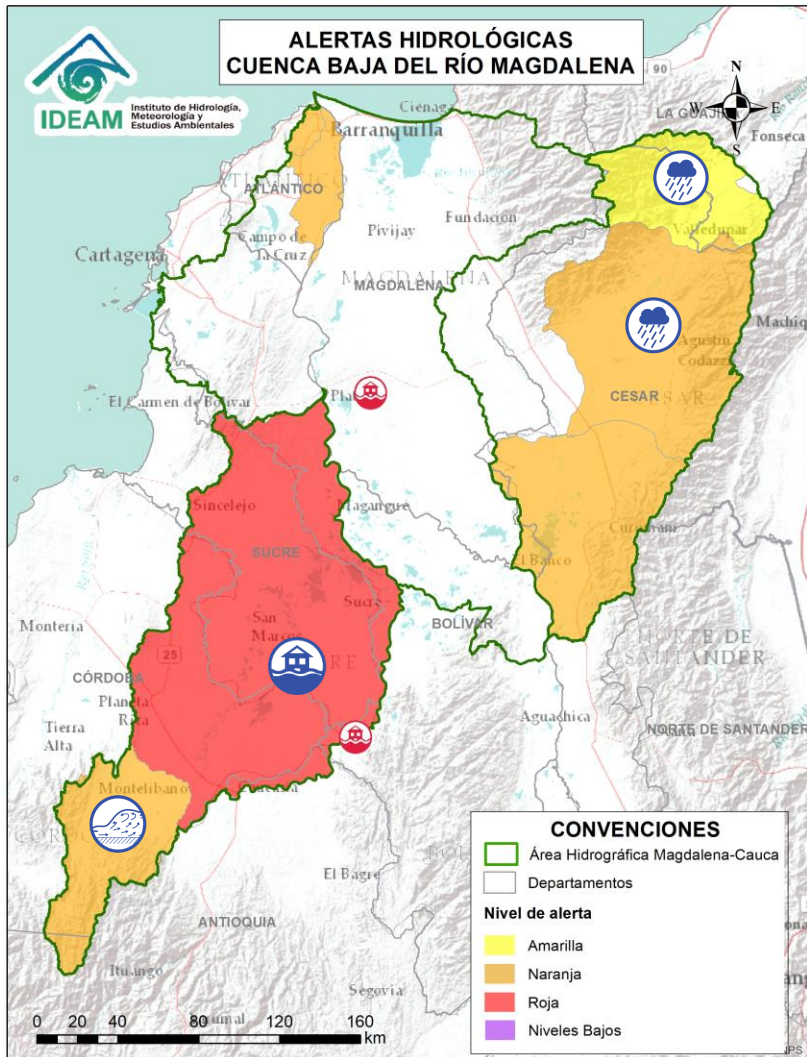 ALERTAS HIDROLÓGICAS
CUENCA BAJA DEL RÍO MAGDALENA
IDEAM
Instituto de Hidrología,
Meteorología y
Estudios Ambientales
N
W
E
S
90
Ciénaga
LA GUAJIRA
Fonseca
Barranquilla
ATLÁNTICO
Fundación
Pivijay
Valledupar
Campo de
la Cruz
Cartagena
MAGDALENA
MAGDALENA
Agustín
Codazzi
El Carmen de Bolívar
CESAR
Sincelejo
Magangue
SUCRE
El Banco
Sucre
San
Marcos
BOLÍVAR
Montería
25
NORTE DE
SANTANDER
CÓRDOBA
Planeta
Rica
Aguachica
Tierra
Alta
NORTE DE SANTANDER
Montelíbano
El Bagre
ANTIOQUIA
Ituango
Segovia
CONVENCIONES
Área Hidrográfica Magdalena-Cauca
Departamentos
Nivel de alerta
Amarilla
Naranja
Roja
Niveles Bajos
0 20 40 80 120 160
km